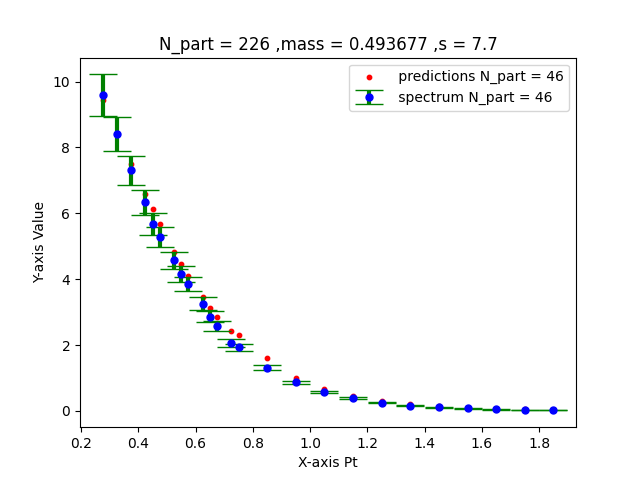 N_part = 226 ,mass = 0.493677 ,s = 7.7
predictions N_part = 46
spectrum N_part = 46
Y-axis Value
10
8
6
4
2
0
0.2 0.4 0.6 0.8 1.0 1.2 1.4 1.6 1.8
X-axis Pt